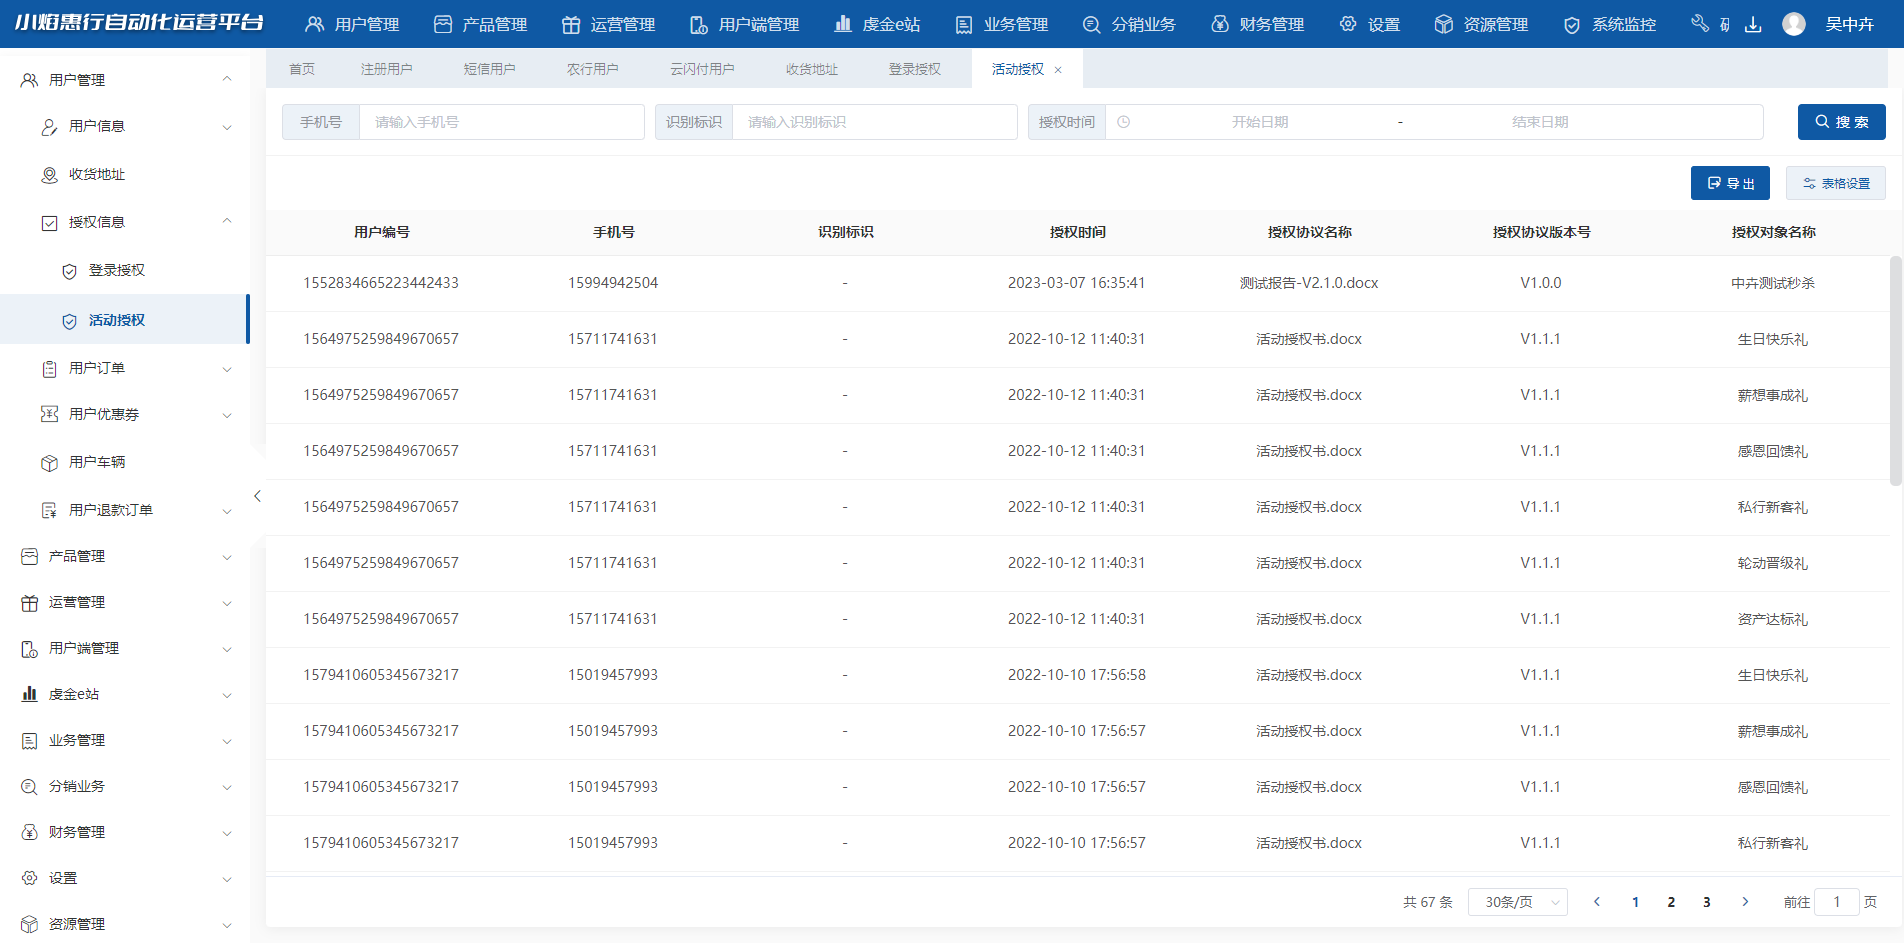 小焰惠行自动化运营平台 用户管理 产品管理 运营管理 用户端管理 虔金e站 业务管理 分销业务 财务管理 设置 资源管理 系统监控 吴中卉
首页 注册用户 短信用户 农行用户 云闪付用户 收货地址 登录授权 活动授权 ×
手机号 请输入手机号 识别标识 请输入识别标识 授权时间 开始日期 - 结束日期 搜 索
导 出 表格设置
用户管理
用户信息
收货地址
授权信息
登录授权
活动授权
用户订单
用户优惠券
用户车辆
用户退款订单
产品管理
运营管理
用户端管理
虔金e站
业务管理
分销业务
财务管理
设置
资源管理
用户编号 手机号 识别标识 授权时间 授权协议名称 授权协议版本号 授权对象名称
1552834665223442433 15994942504 - 2023-03-07 16:35:41 测试报告-V2.1.0.docx V1.0.0 中卉测试秒杀
1564975259849670657 15711741631 - 2022-10-12 11:40:31 活动授权书.docx V1.1.1 生日快乐礼
1564975259849670657 15711741631 - 2022-10-12 11:40:31 活动授权书.docx V1.1.1 薪想事成礼
1564975259849670657 15711741631 - 2022-10-12 11:40:31 活动授权书.docx V1.1.1 感恩回馈礼
1564975259849670657 15711741631 - 2022-10-12 11:40:31 活动授权书.docx V1.1.1 私行新客礼
1564975259849670657 15711741631 - 2022-10-12 11:40:31 活动授权书.docx V1.1.1 轮动晋级礼
1564975259849670657 15711741631 - 2022-10-12 11:40:31 活动授权书.docx V1.1.1 资产达标礼
1579410605345673217 15019457993 - 2022-10-10 17:56:58 活动授权书.docx V1.1.1 生日快乐礼
1579410605345673217 15019457993 - 2022-10-10 17:56:57 活动授权书.docx V1.1.1 薪想事成礼
1579410605345673217 15019457993 - 2022-10-10 17:56:57 活动授权书.docx V1.1.1 感恩回馈礼
1579410605345673217 15019457993 - 2022-10-10 17:56:57 活动授权书.docx V1.1.1 私行新客礼
共 67 条 30条/页 1 2 3 前往 1 页